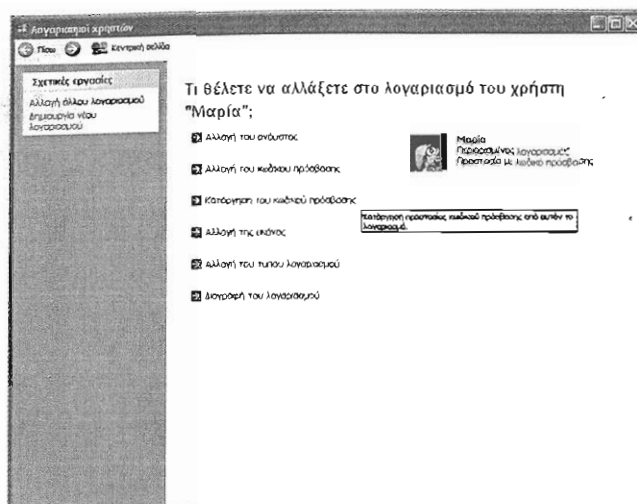 Λογαριασμοί χρηστών
Πίσω Κεντρική σελίδα
Σχετικές εργασίες
Αλλαγή άλλου λογαριασμού
Δημιουργία νέου
λογαριασμού
Τι θέλετε να αλλάξετε στο λογαριασμό του χρήστη
"Μαρία";
Αλλαγή του ονόματος
Αλλαγή του κωδικού πρόσβασης
Κατάργηση του κωδικού πρόσβασης
Αλλαγή της εικόνας
Αλλαγή του τύπου λογαριασμού
Διαγραφή του λογαριασμού
Μαρία
Περιορισμένος λογαριασμός
Προστασία με κωδικό πρόσβασης
Κατάργηση προστασίας κωδικού πρόσβασης από αυτόν το
λογαριασμό.